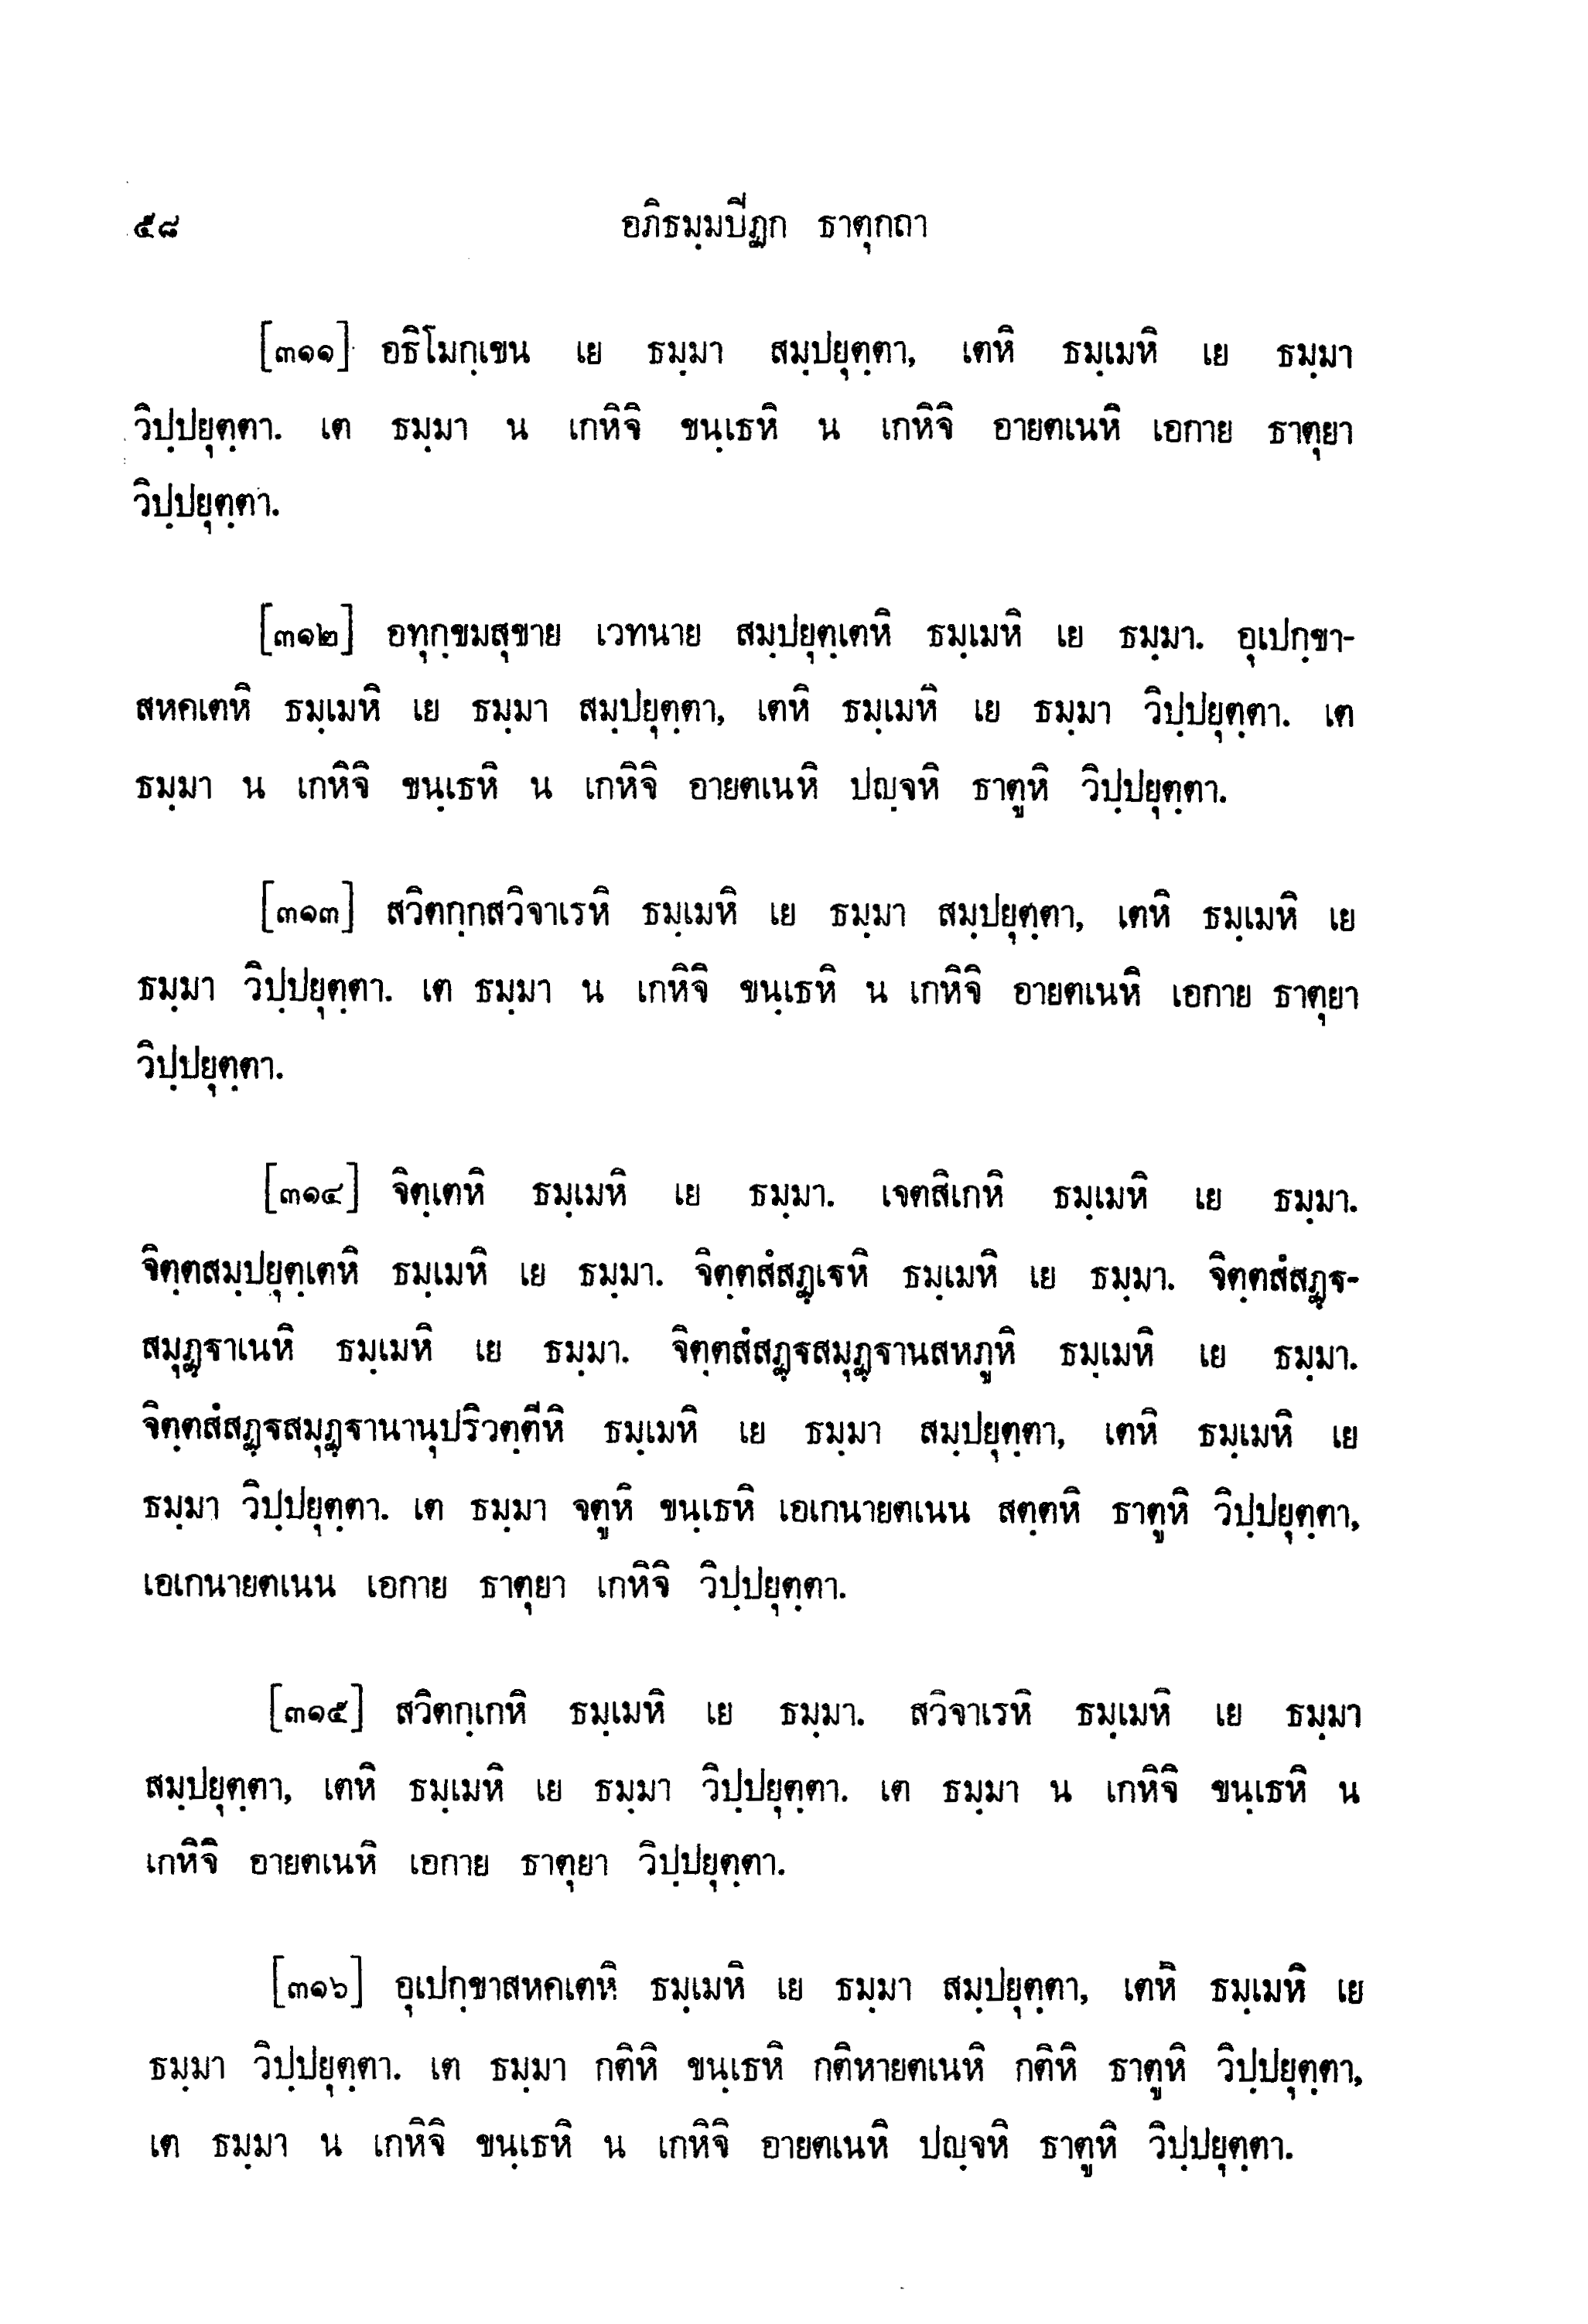 ๕๘ อภิธมฺมปีฏก ธาตุกถา
[๓๑๑] อธิโมกฺเขน เย ธมฺมา สมฺปยุตฺตา, เตหิ ธมฺเมหิ เย ธมฺมา
วิปฺปยุตฺตา. เต ธมฺมา น เกหิจิ ขนฺเธหิ น เกหิจิ อายตเนหิ เอกาย ธาตุยา
วิปฺปยุตฺตา.
[๓๑๒] อทุกฺขมสุขาย เวทนาย สมฺปยุตฺเตหิ ธมฺเมหิ เย ธมฺมา. อุเปกฺขา-
สหคเตหิ ธมฺเมหิ เย ธมฺมา สมฺปยุตฺตา, เตหิ ธมฺเมหิ เย ธมฺมา วิปฺปยุตฺตา. เต
ธมฺมา น เกหิจิ ขนฺเธหิ น เกหิจิ อายตเนหิ ปญฺจหิ ธาตูหิ วิปฺปยุตฺตา.
[๓๑๓] สวิตกฺกสวิจาเรหิ ธมฺเมหิ เย ธมฺมา สมฺปยุตฺตา, เตหิ ธมฺเมหิ เย
ธมฺมา วิปฺปยุตฺตา. เต ธมฺมา น เกหิจิ ขนฺเธหิ น เกหิจิ อายตเนหิ เอกาย ธาตุยา
วิปฺปยุตฺตา.
[๓๑๔] จิตฺเตหิ ธมฺเมหิ เย ธมฺมา. เจตสิเกหิ ธมฺเมหิ เย ธมฺมา.
จิตฺตสมฺปยุตฺเตหิ ธมฺเมหิ เย ธมฺมา. จิตฺตสํสฏฺเฐหิ ธมฺเมหิ เย ธมฺมา. จิตฺตสํสฏฺฐ-
สมุฏฺฐาเนหิ ธมฺเมหิ เย ธมฺมา. จิตฺตสํสฏฺฐสมุฏฺฐานสหภูหิ ธมฺเมหิ เย ธมฺมา.
จิตฺตสํสฏฺฐสมุฏฺฐานานุปริวตฺตีหิ ธมฺเมหิ เย ธมฺมา สมฺปยุตฺตา, เตหิ ธมฺเมหิ เย
ธมฺมา วิปฺปยุตฺตา. เต ธมฺมา จตูหิ ขนฺเธหิ เอเกนายตเนน สตฺตหิ ธาตูหิ วิปฺปยุตฺตา,
เอเกนายตเนน เอกาย ธาตุยา เกหิจิ วิปฺปยุตฺตา.
[๓๑๕] สวิตกฺเกหิ ธมฺเมหิ เย ธมฺมา. สวิจาเรหิ ธมฺเมหิ เย ธมฺมา
สมฺปยุตฺตา, เตหิ ธมฺเมหิ เย ธมฺมา วิปฺปยุตฺตา. เต ธมฺมา น เกหิจิ ขนฺเธหิ น
เกหิจิ อายตเนหิ เอกาย ธาตุยา วิปฺปยุตฺตา.
[๓๑๖] อุเปกฺขาสหคเตหิ ธมฺเมหิ เย ธมฺมา สมฺปยุตฺตา, เตหิ ธมฺเมหิ เย
ธมฺมา วิปฺปยุตฺตา. เต ธมฺมา กติหิ ขนฺเธหิ กติหายตเนหิ กติหิ ธาตูหิ วิปฺปยุตฺตา,
เต ธมฺมา น เกหิจิ ขนฺเธหิ น เกหิจิ อายตเนหิ ปญฺจหิ ธาตูหิ วิปฺปยุตฺตา.